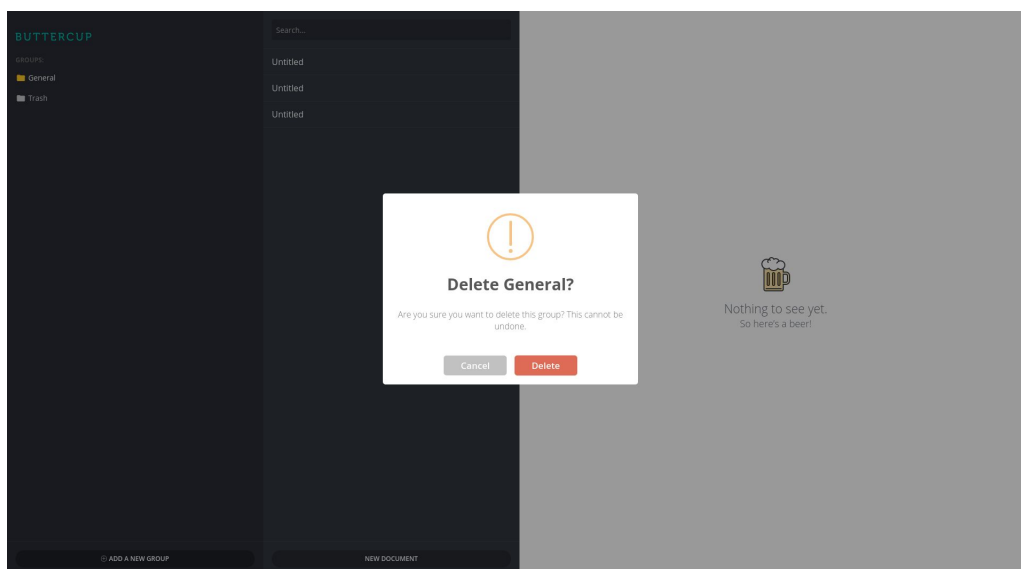 BUTTERCUP
GROUPS:
General
Trash
Search...
Untitled
Untitled
Untitled
Delete General?
Are you sure you want to delete this group? This cannot be
undone.
Cancel
Delete
Nothing to see yet.
So here's a beer!
ADD A NEW GROUP
NEW DOCUMENT